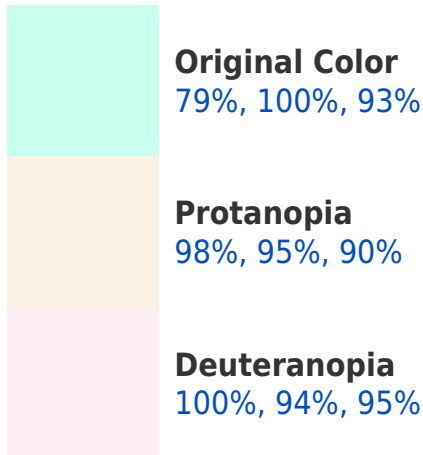 Original Color
79%, 100%, 93%
Protanopia
98%, 95%, 90%
Deuteranopia
100%, 94%, 95%